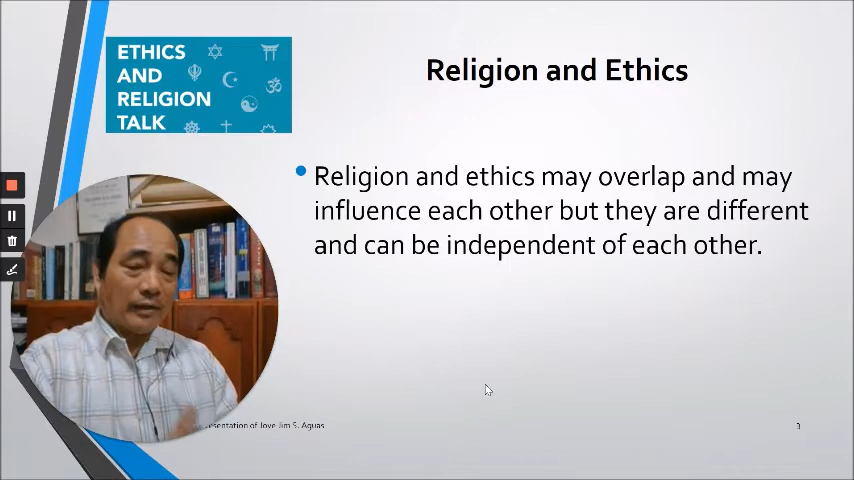 ETHICS
AND
RELIGION
TALK
Religion and Ethics
Religion and ethics may overlap and may
influence each other but they are different
and can be independent of each other.
of Jove Jim S. Aguas
3